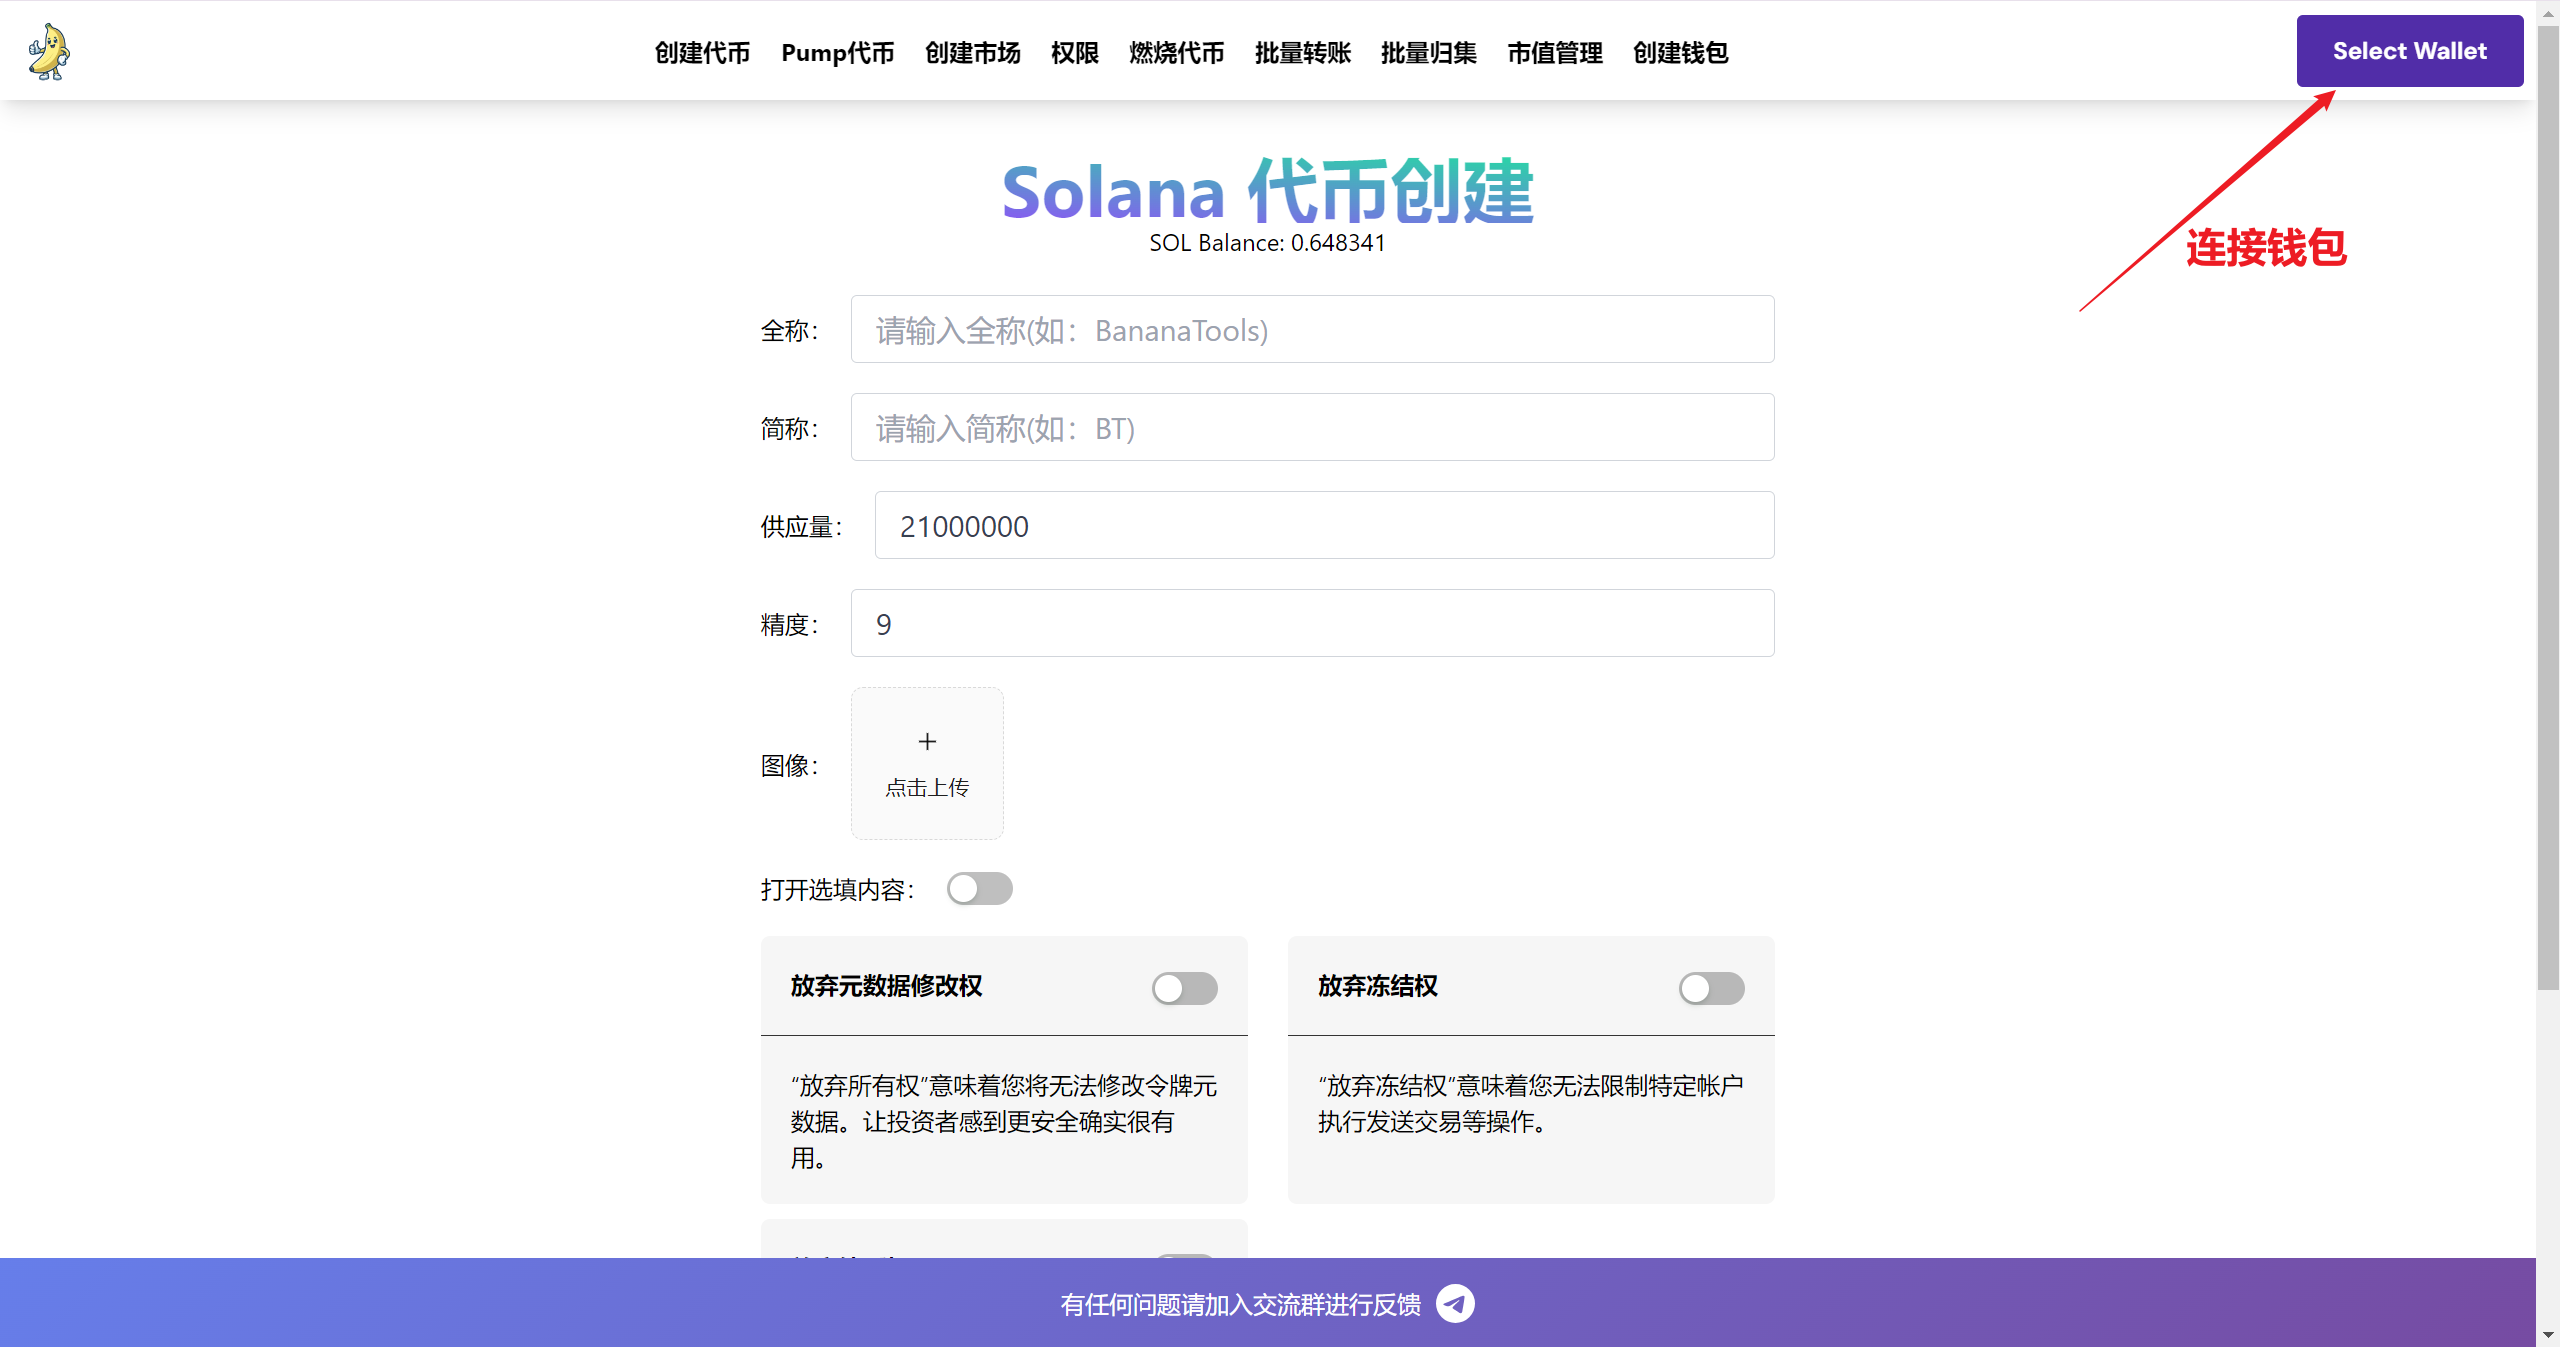 创建代币 Pump代币 创建市场 权限 燃烧代币 批量转账 批量归集 市值管理 创建钱包 Select Wallet
连接钱包
Solana 代币创建
SOL Balance: 0.648341
全称： 请输入全称(如：BananaTools)
简称： 请输入简称(如：BT)
供应量： 21000000
精度： 9
图像： 点击上传
打开选填内容：
放弃元数据修改权
“放弃所有权”意味着您将无法修改令牌元
数据。让投资者感到更安全确实很有
用。
放弃冻结权
“放弃冻结权”意味着您无法限制特定帐户
执行发送交易等操作。
有任何问题请加入交流群进行反馈